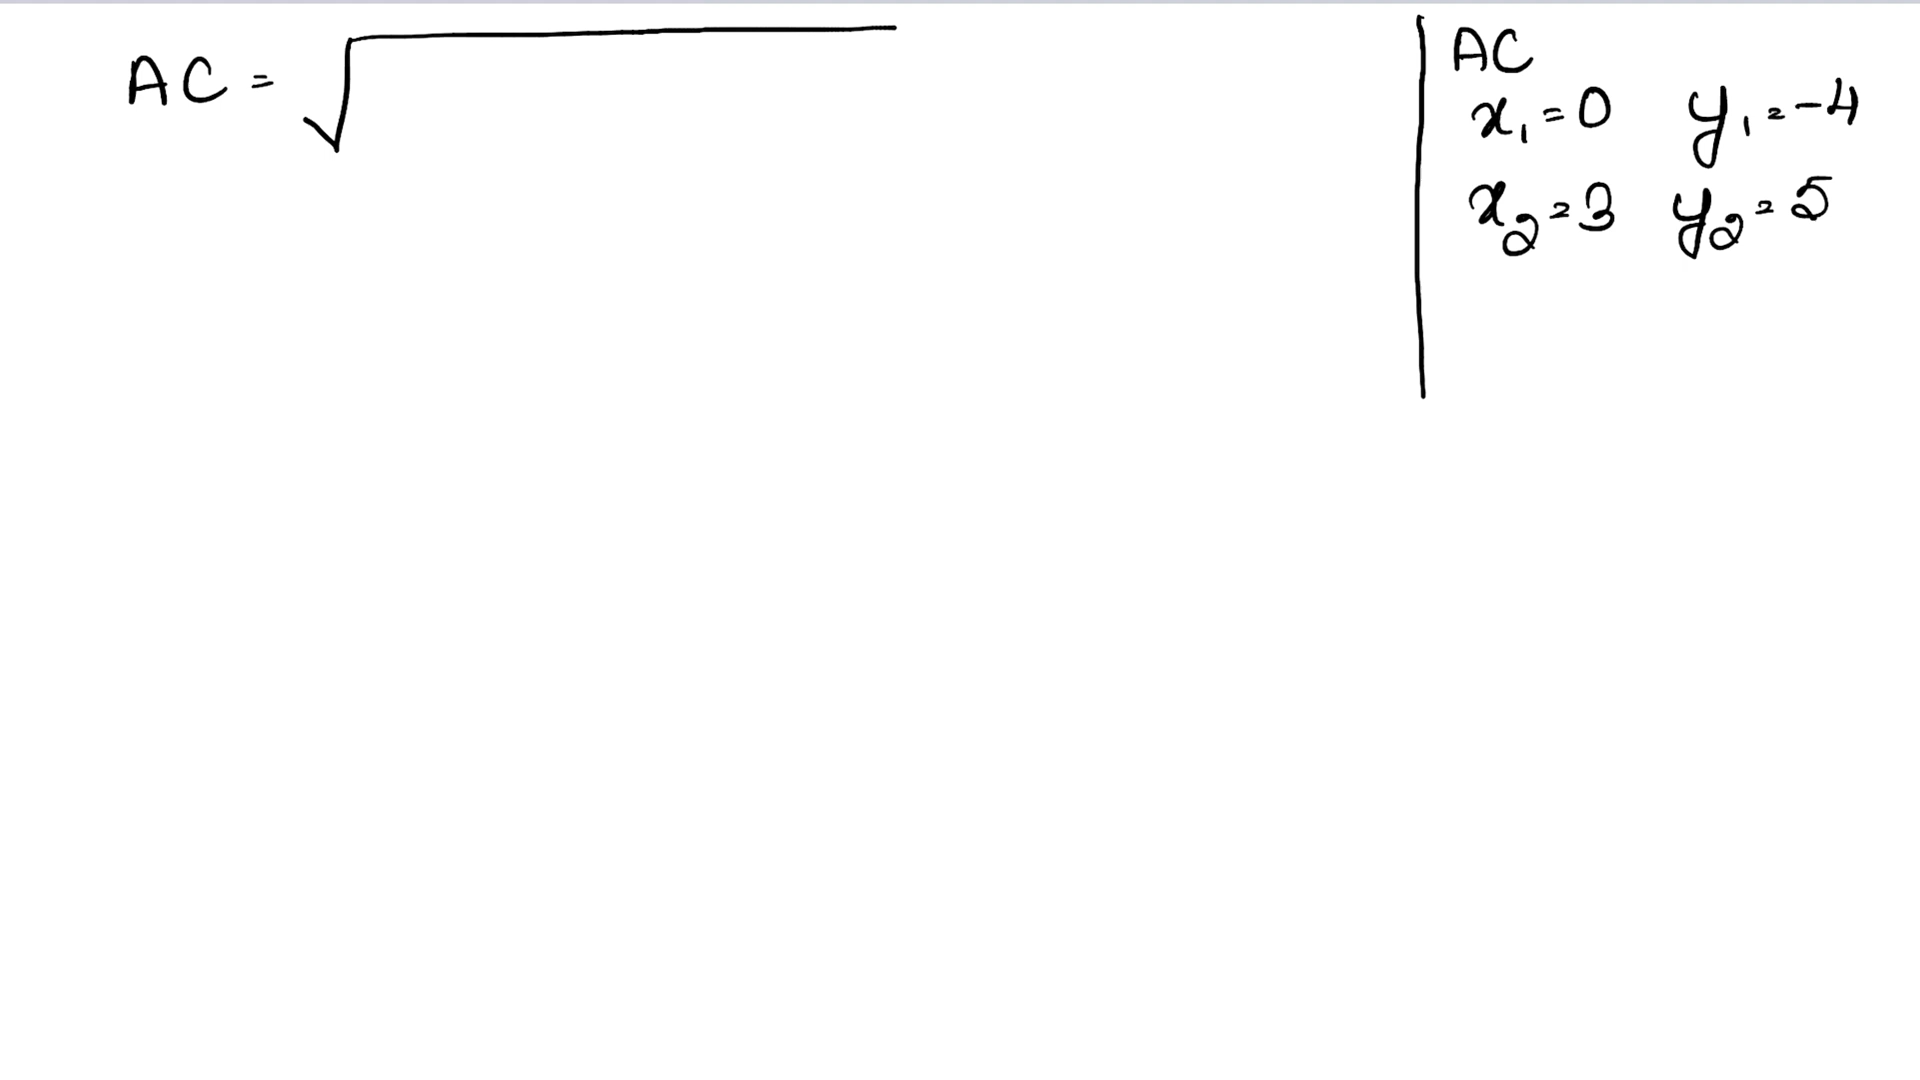 AC = √
AC
x₁ = 0 y₁ = -4
x₂ = 3 y₂ = 5